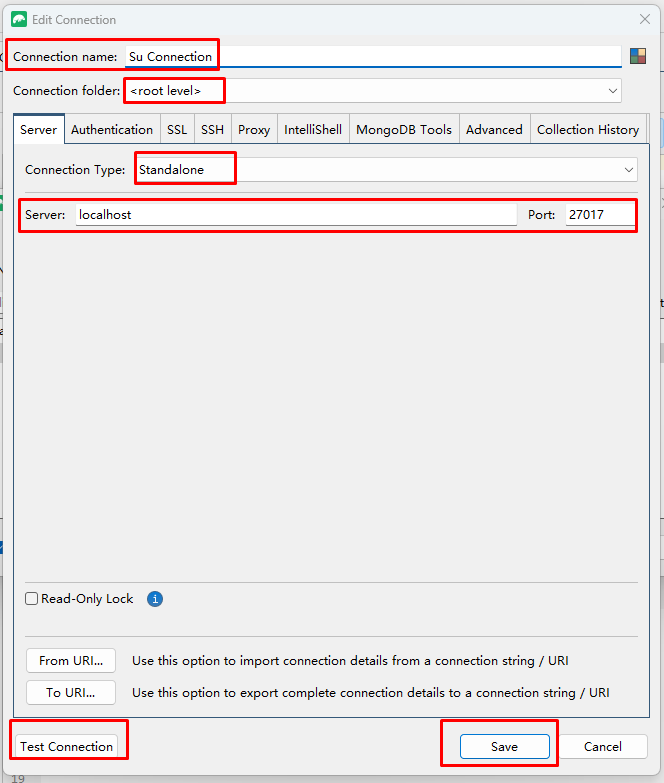 Edit Connection
Connection name: Su Connection
Connection folder: <root level>
Server Authentication SSL SSH Proxy IntelliShell MongoDB Tools Advanced Collection History
Connection Type: Standalone
Server: localhost Port: 27017
Read-Only Lock i
From URI... Use this option to import connection details from a connection string / URI
To URI... Use this option to export complete connection details to a connection string / URI
Test Connection Save Cancel
19